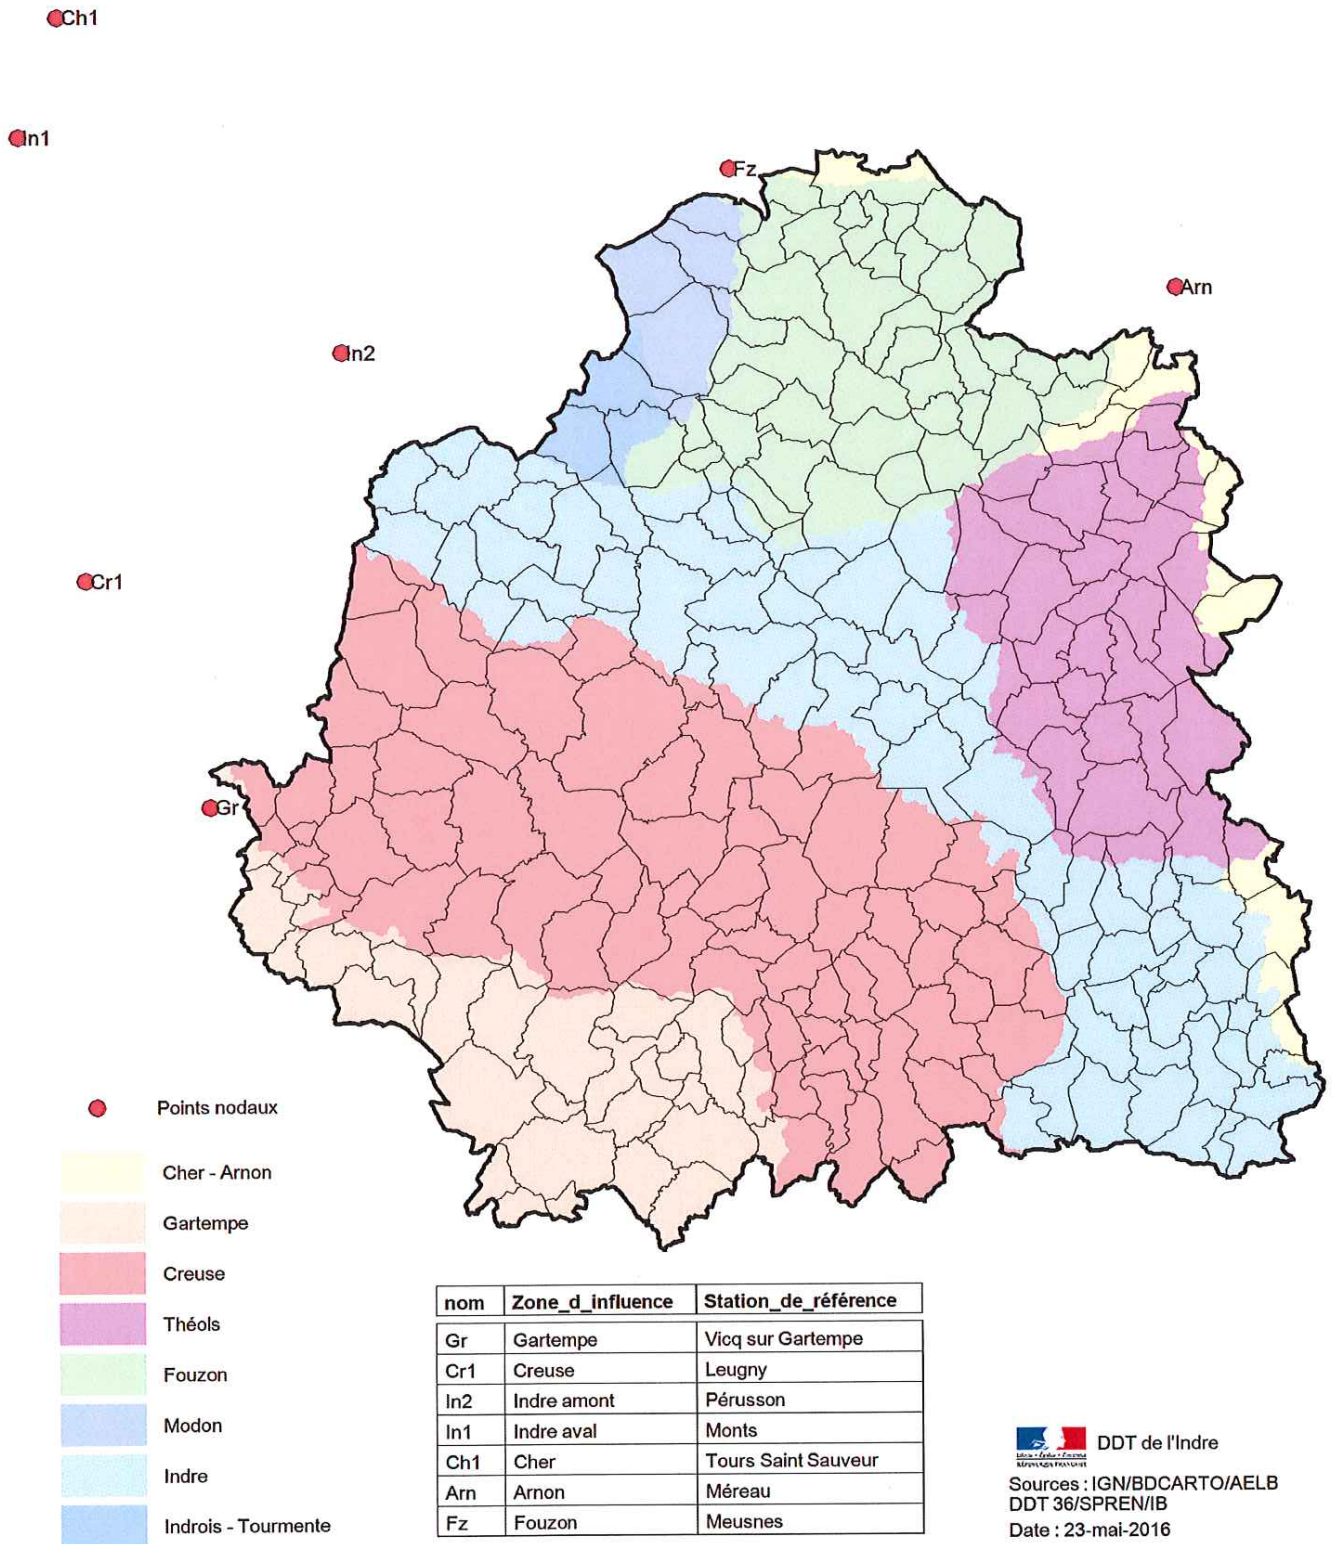 Ch1
In1
Fz
Arn
In2
Cr1
Gr
Points nodaux
Cher - Arnon
Gartempe
Creuse
Théols
Fouzon
Modon
Indre
Indrois - Tourmente
nom Zone_d_influence Station_de_référence
Gr Gartempe Vicq sur Gartempe
Cr1 Creuse Leugny
In2 Indre amont Pérusson
In1 Indre aval Monts
Ch1 Cher Tours Saint Sauveur
Arn Arnon Méreau
Fz Fouzon Meusnes
DDT de l'Indre
Sources : IGN/BDCARTO/AELB
DDT 36/SPREN/IB
Date : 23-mai-2016